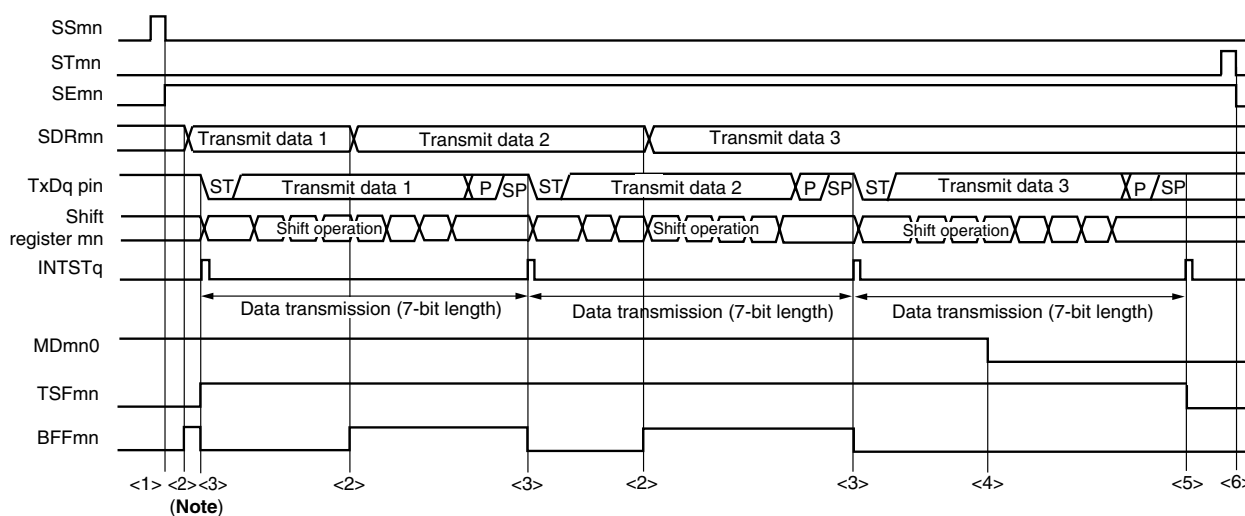 SSmn
STmn
SEmn
SDRmn Transmit data 1 Transmit data 2 Transmit data 3
TxDq pin ST Transmit data 1 P SP ST Transmit data 2 P SP ST Transmit data 3 P SP
Shift
register mn Shift operation Shift operation Shift operation
INTSTq
Data transmission (7-bit length) Data transmission (7-bit length) Data transmission (7-bit length)
MDmn0
TSFmn
BFFmn
<1> <2> <3> <2> <3> <2> <3> <4> <5> <6>
(Note)